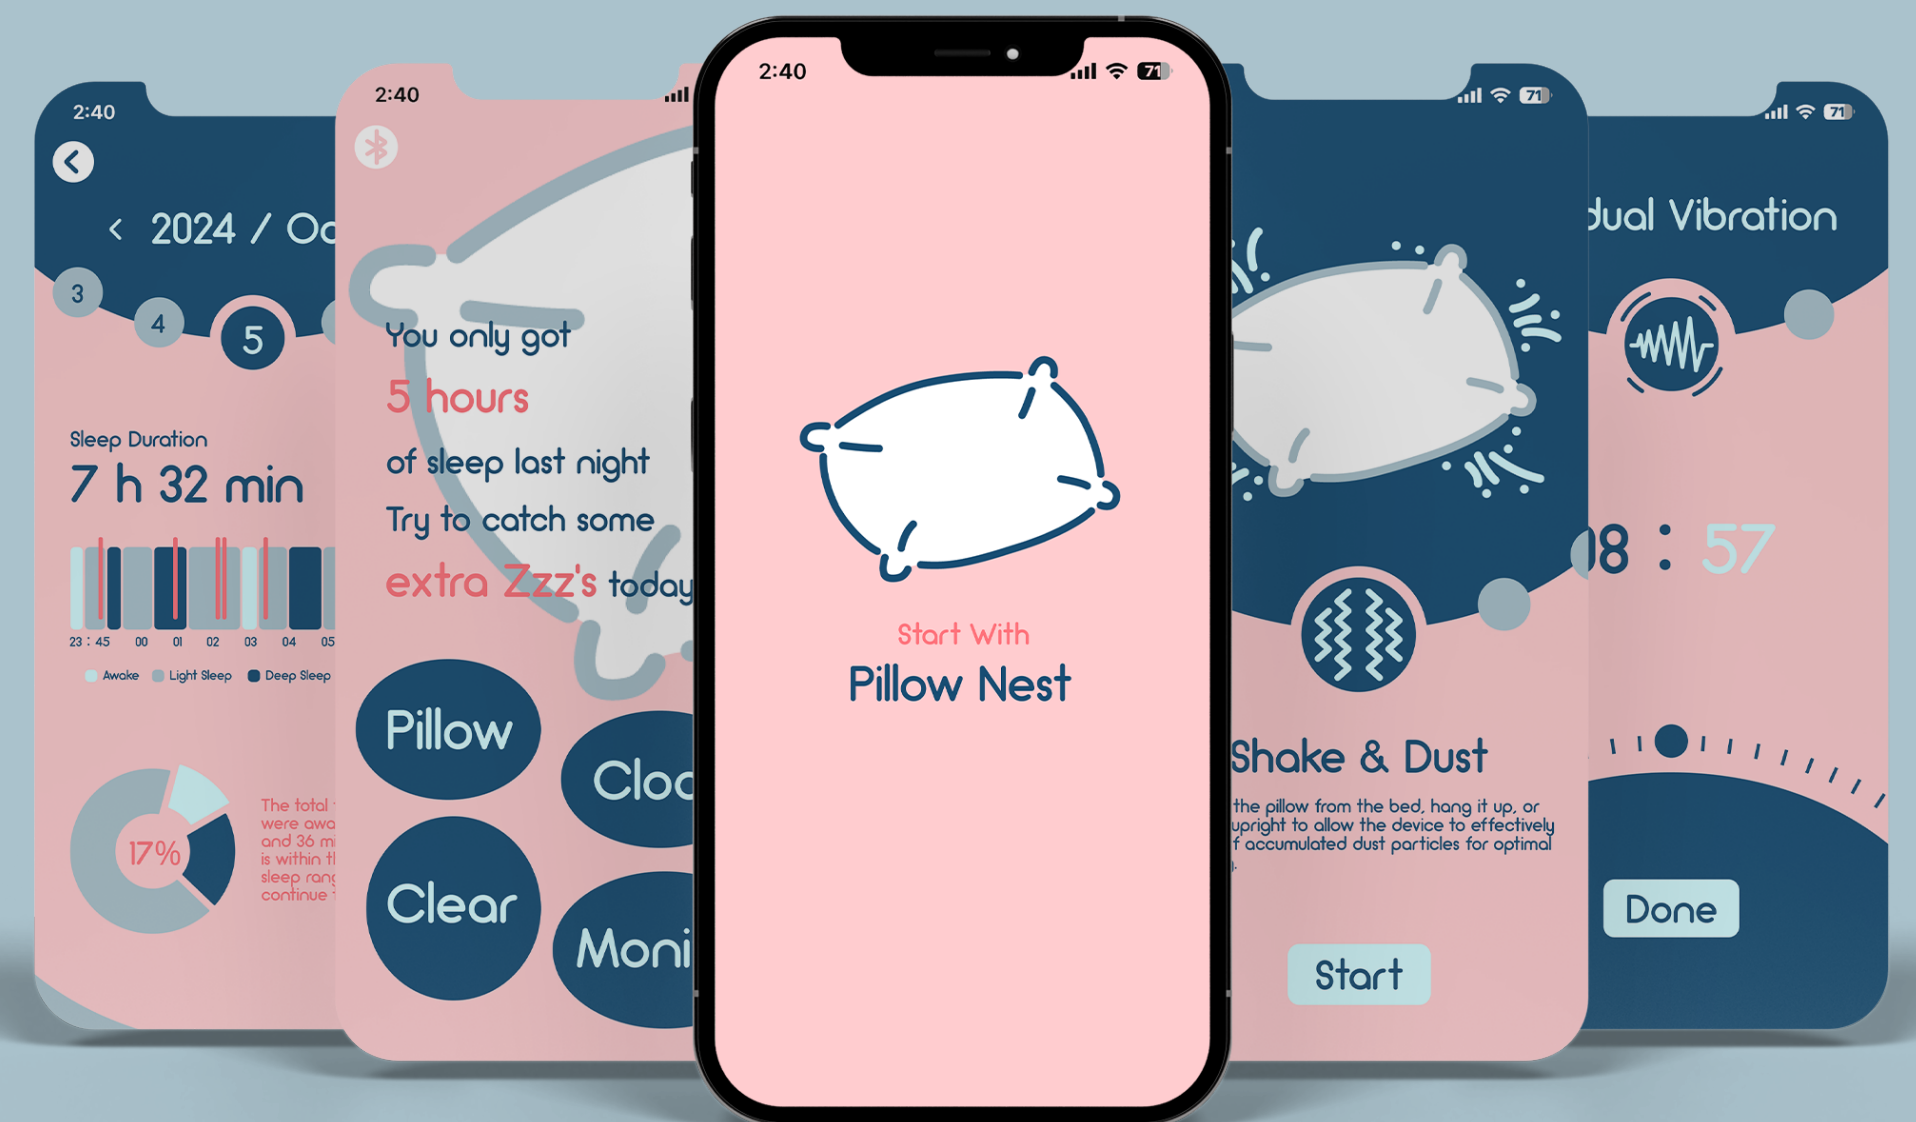 2:40
2024 / Oc
3
4
5
Sleep Duration
7 h 32 min
23 : 45 00 01 02 03 04 05
Awake Light Sleep Deep Sleep
17%
The total
were awa
and 36 mi
is within th
sleep rang
continue
2:40
You only got
5 hours
of sleep last night
Try to catch some
extra Zzz's today
Pillow
Cloc
Clear
Moni
2:40
71
Start With
Pillow Nest
71
Shake & Dust
the pillow from the bed, hang it up, or
upright to allow the device to effectively
f accumulated dust particles for optimal
Start
71
dual Vibration
08 : 57
Done